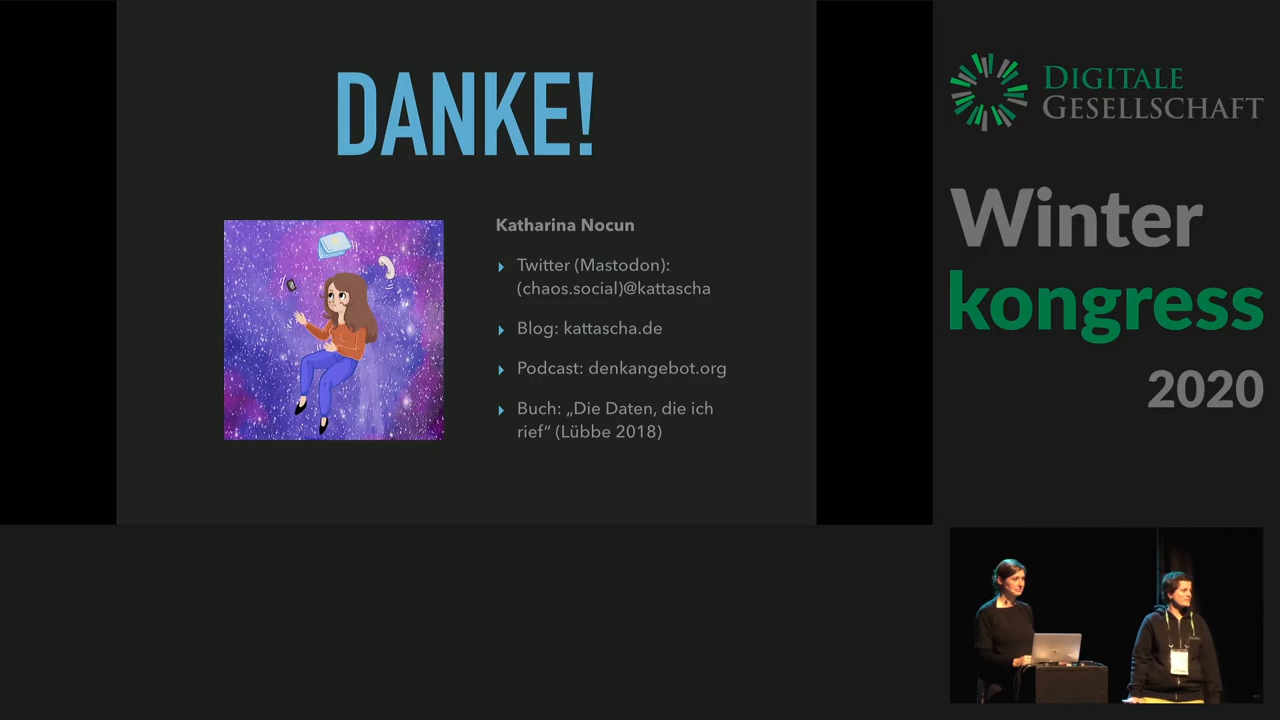 DANKE!
Katharina Nocun
Twitter (Mastodon):
(chaos.social)@kattascha
Blog: kattascha.de
Podcast: denkangebot.org
Buch: „Die Daten, die ich
rief“ (Lübbe 2018)
DIGITALE
GESELLSCHAFT
Winter
kongress
2020